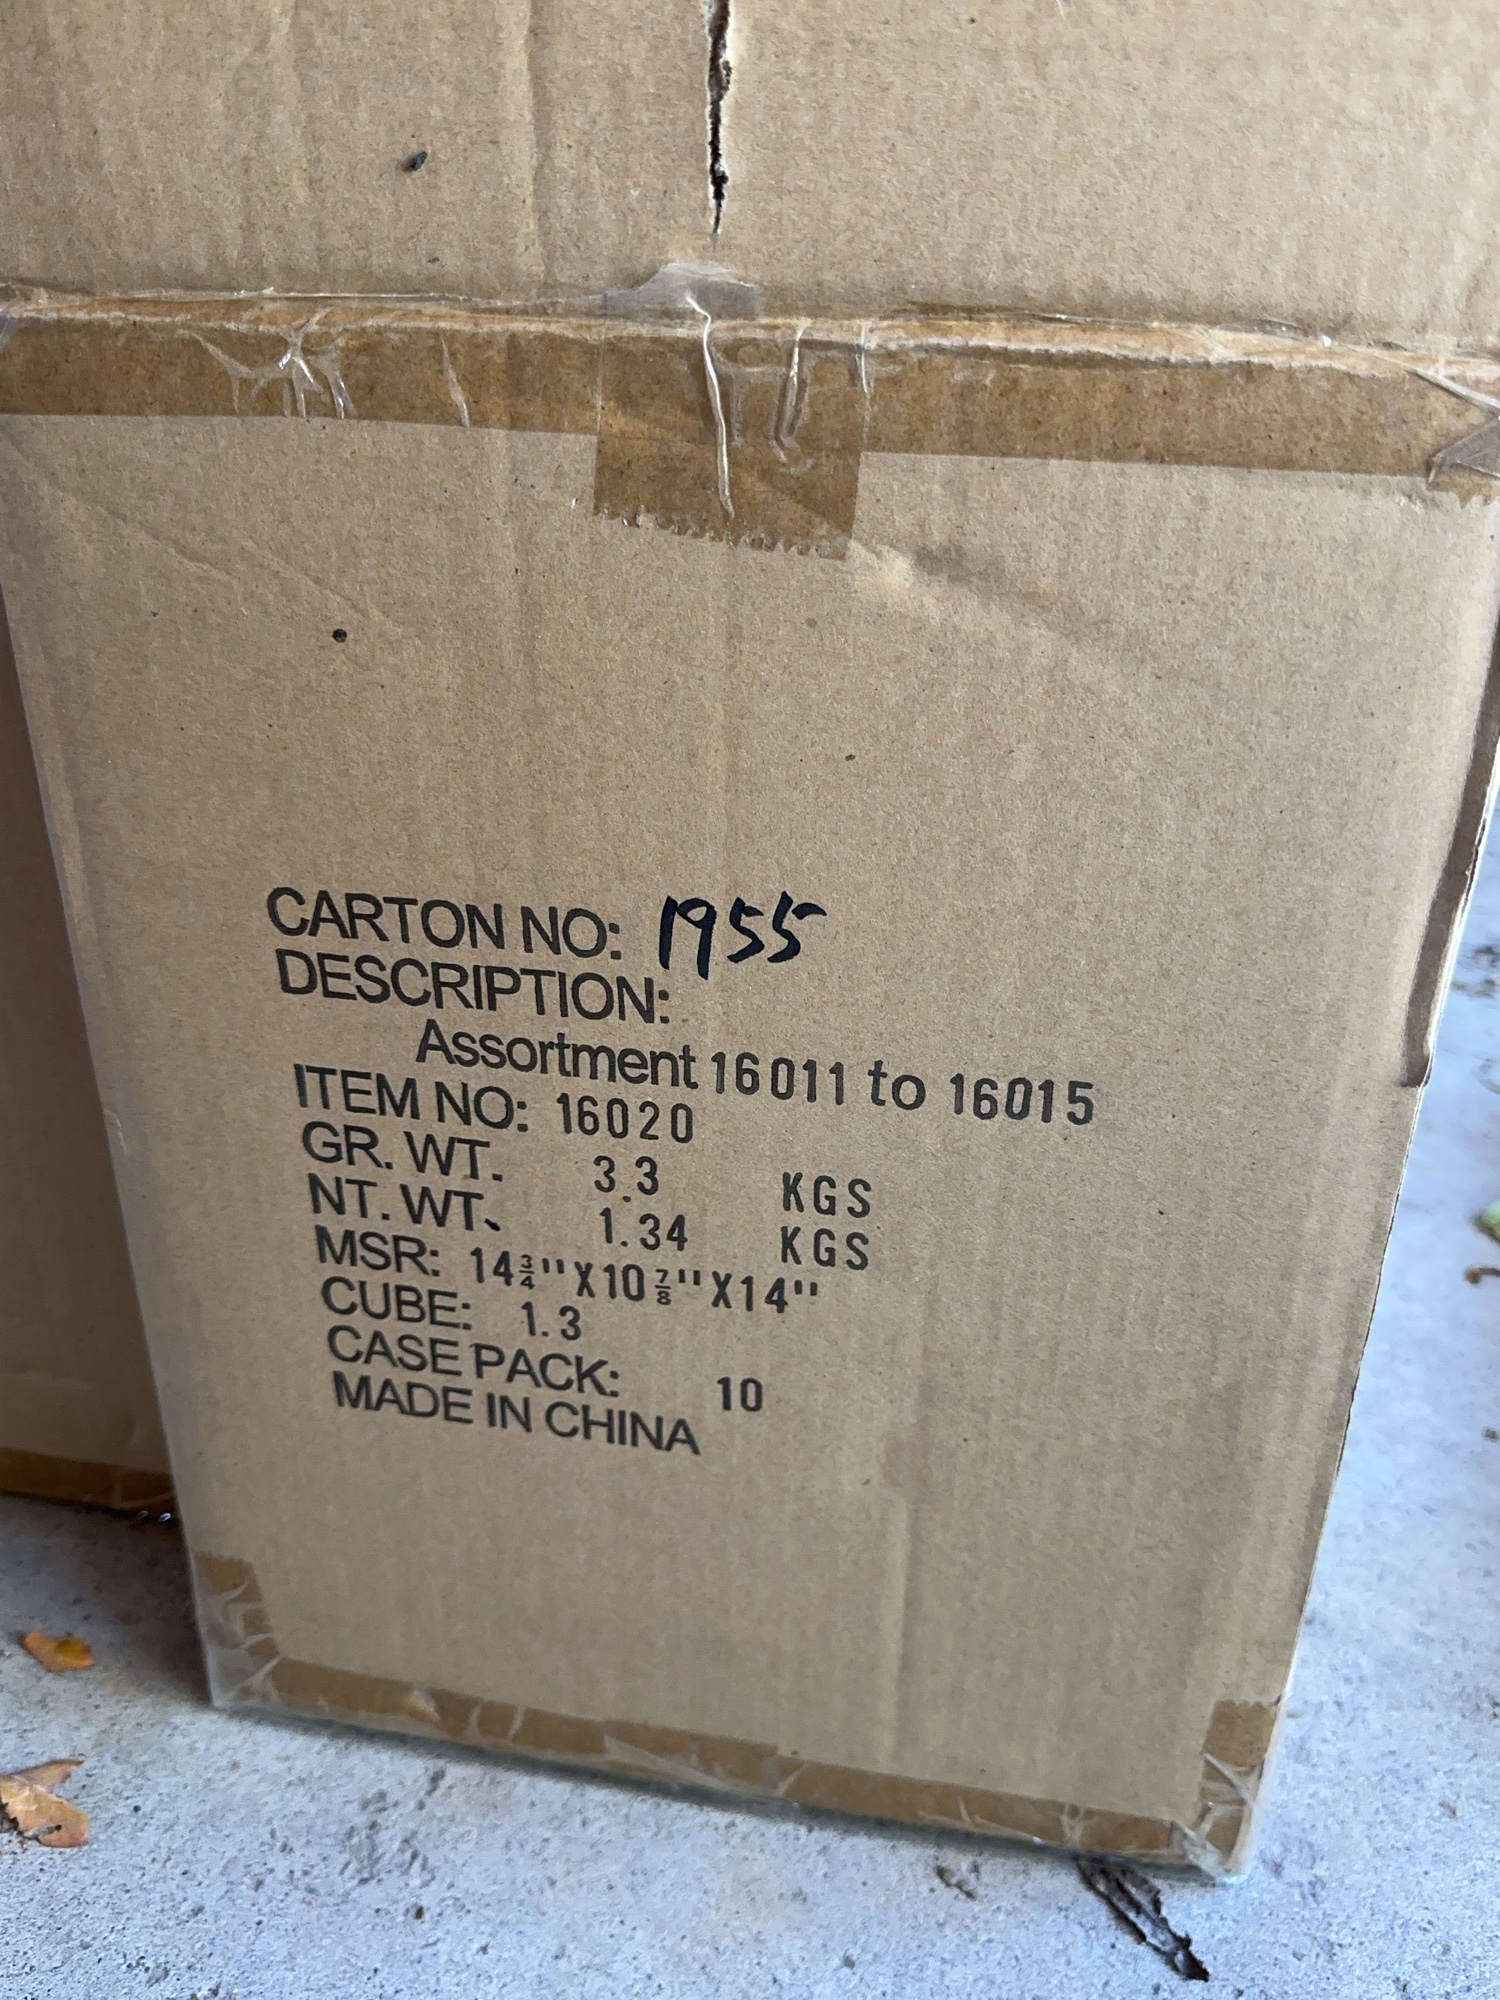 CARTON NO: 1955
DESCRIPTION:
Assortment 16011 to 16015
ITEM NO: 16020
GR. WT. 3.3 KGS
NT. WT. 1.34 KGS
MSR: 14¾"X10⅞"X14"
CUBE: 1.3
CASE PACK: 10
MADE IN CHINA